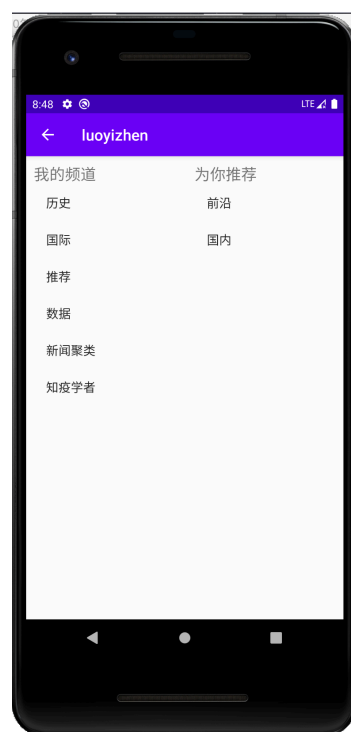 8:48
LTE
luoyizhen
我的频道
为你推荐
历史
前沿
国际
国内
推荐
数据
新闻聚类
知疫学者